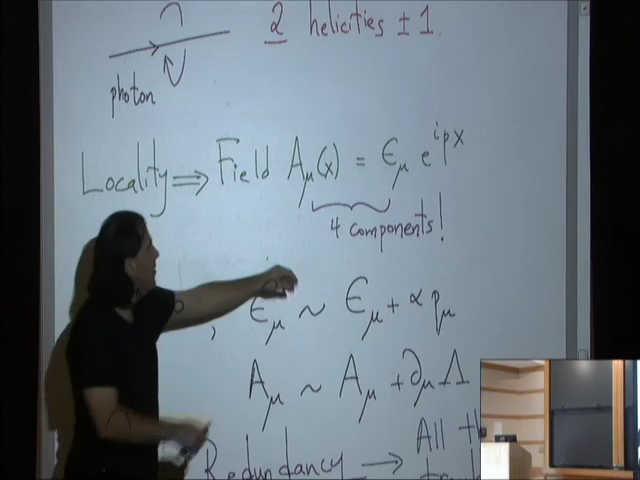 2 helicities ± 1.
photon
Locality ⇒ Field A_μ(x) = ϵ_μ e^{ipx}
4 components!
, ϵ_μ ~ ϵ_μ + α p_μ
A_μ ~ A_μ + ∂_μ Λ
Redundancy → All